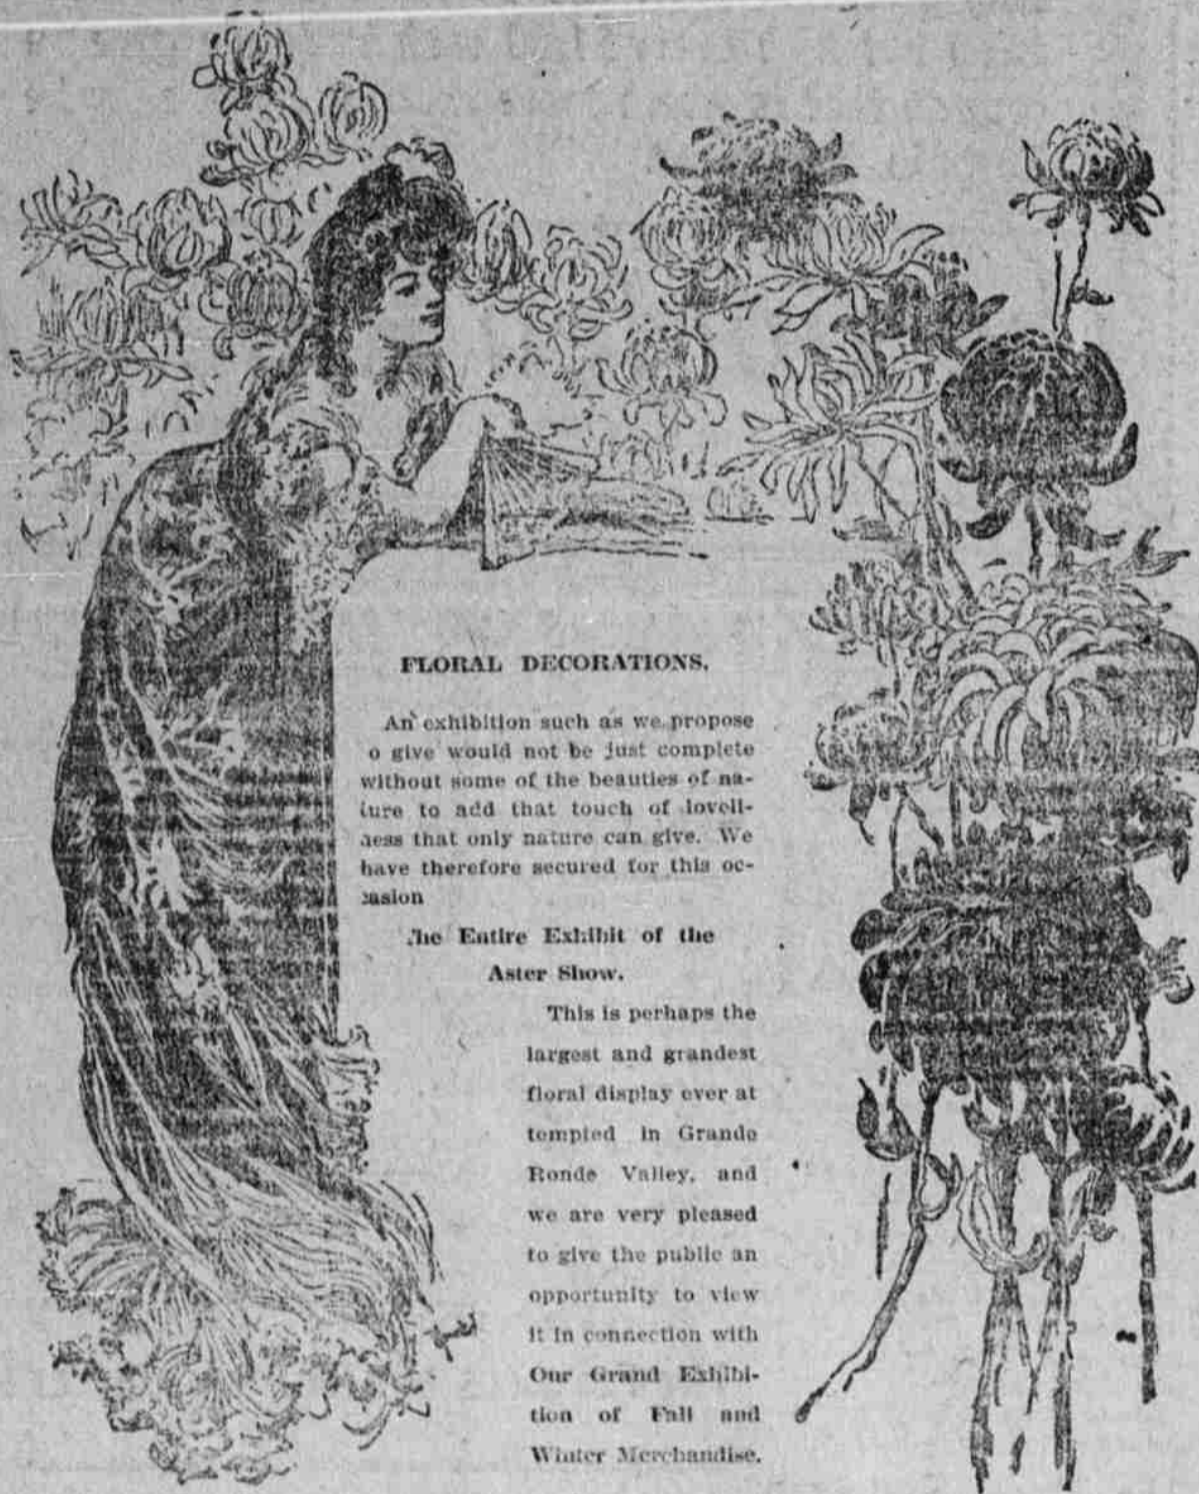 FLORAL DECORATIONS.
An exhibition such as we propose
o give would not be just complete
without some of the beauties of na-
ture to add that touch of loveli-
ness that only nature can give. We
have therefore secured for this oc-
casion
The Entire Exhibit of the
Aster Show.
This is perhaps the
largest and grandest
floral display ever at
tempted in Grande
Ronde Valley, and
we are very pleased
to give the public an
opportunity to view
it in connection with
Our Grand Exhibi-
tion of Fall and
Winter Merchandise.